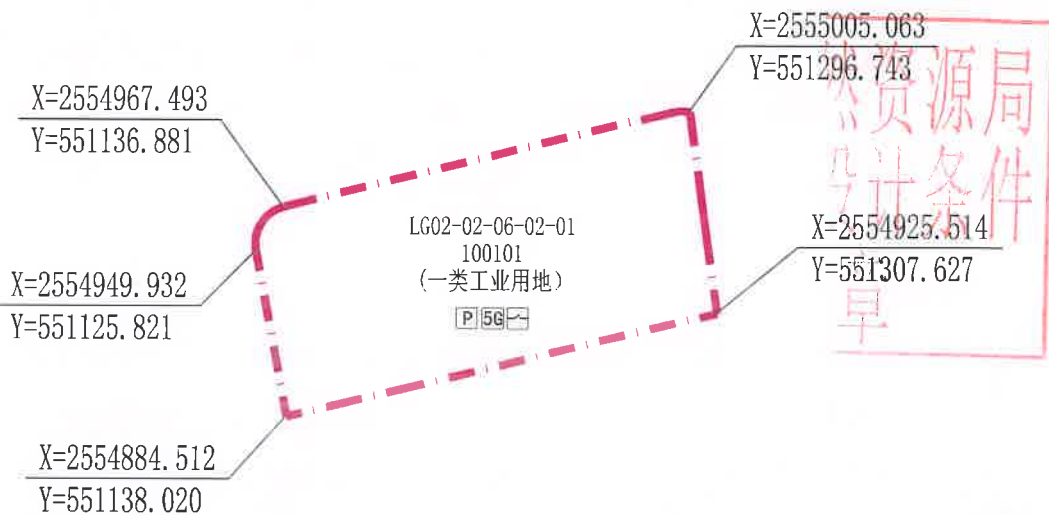 X=2555005.063
Y=551296.743
X=2554967.493
Y=551136.881
资源局
计条件
章
LG02-02-06-02-01
100101
(一类工业用地)
P 5G
X=2554925.514
Y=551307.627
X=2554949.932
Y=551125.821
X=2554884.512
Y=551138.020